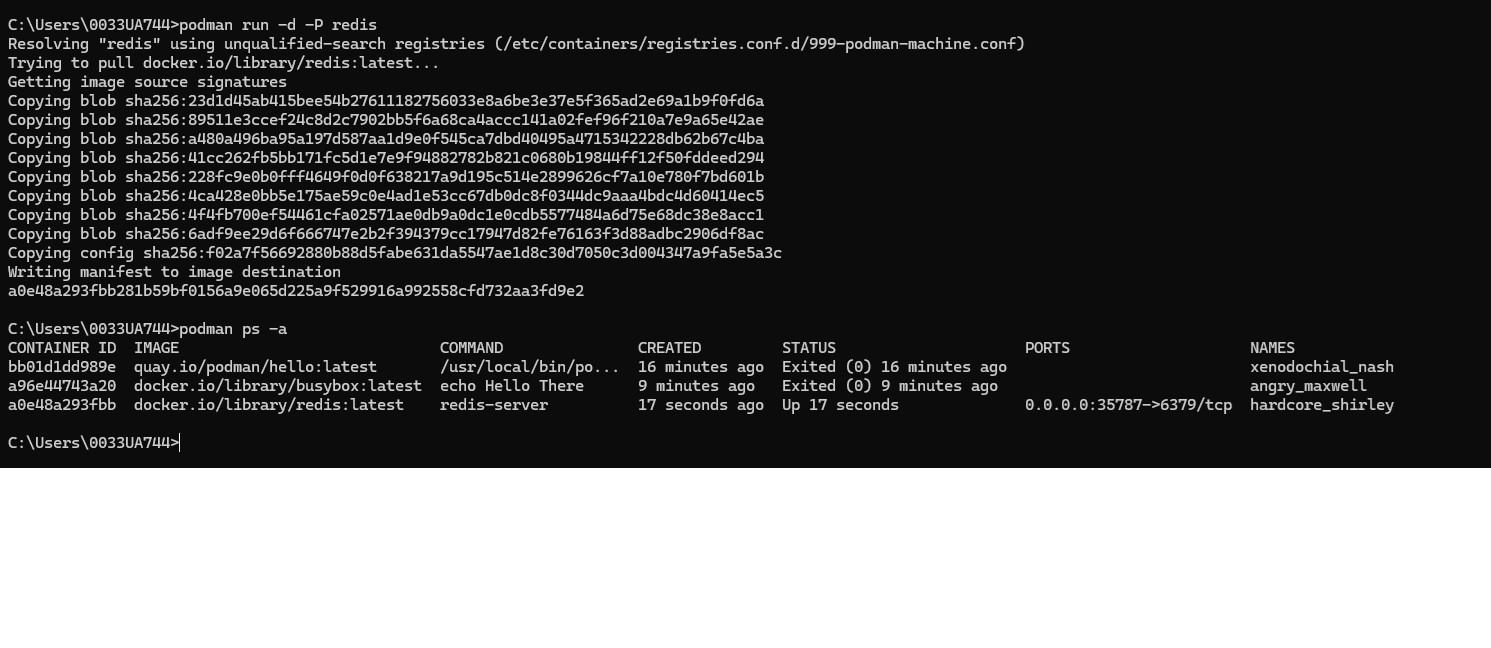 C:\Users\0033UA744>podman run -d -P redis
Resolving "redis" using unqualified-search registries (/etc/containers/registries.conf.d/999-podman-machine.conf)
Trying to pull docker.io/library/redis:latest...
Getting image source signatures
Copying blob sha256:23d1d45ab415bee54b27611182756033e8a6be3e37e5f365ad2e69a1b9f0fd6a
Copying blob sha256:89511e3ccef24c8d2c7902bb5f6a68ca4accc141a02fef96f210a7e9a65e42ae
Copying blob sha256:a480a496ba95a197d587aa1d9e0f545ca7dbd40495a4715342228db62b67c4ba
Copying blob sha256:41cc262fb5bb171fc5d1e7e9f94882782b821c0680b19844ff12f50fddeed294
Copying blob sha256:228fc9e0b0fff4649f0d0f638217a9d195c514e2899626cf7a10e780f7bd601b
Copying blob sha256:4ca428e0bb5e175ae59c0e4ad1e53cc67db0dc8f0344dc9aaa4bdc4d60414ec5
Copying blob sha256:4f4fb700ef54461cfa02571ae0db9a0dc1e0cdb5577484a6d75e68dc38e8acc1
Copying blob sha256:6adf9ee29d6f666747e2b2f394379cc17947d82fe76163f3d88adbc2906df8ac
Copying config sha256:f02a7f56692880b88d5fabe631da5547ae1d8c30d7050c3d004347a9fa5e5a3c
Writing manifest to image destination
a0e48a293fbb281b59bf0156a9e065d225a9f529916a992558cfd732aa3fd9e2
C:\Users\0033UA744>podman ps -a
CONTAINER ID  IMAGE                             COMMAND               CREATED         STATUS                     PORTS                    NAMES
bb01d1dd989e  quay.io/podman/hello:latest       /usr/local/bin/po...  16 minutes ago  Exited (0) 16 minutes ago                           xenodochial_nash
a96e44743a20  docker.io/library/busybox:latest  echo Hello There      9 minutes ago   Exited (0) 9 minutes ago                            angry_maxwell
a0e48a293fbb  docker.io/library/redis:latest    redis-server          17 seconds ago  Up 17 seconds              0.0.0.0:35787->6379/tcp  hardcore_shirley
C:\Users\0033UA744>